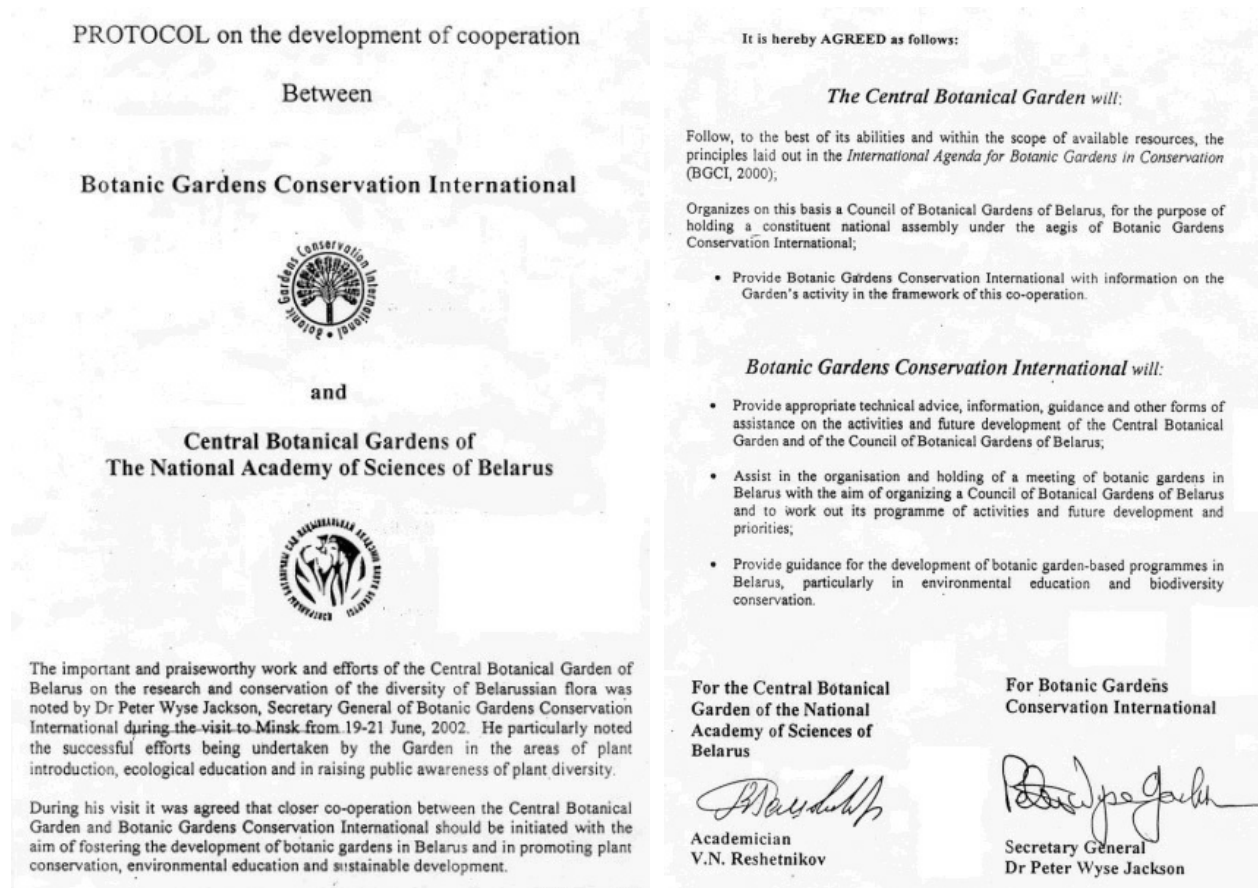 PROTOCOL on the development of cooperation
Between
Botanic Gardens Conservation International
Botanic Gardens Conservation International
and
Central Botanical Gardens of
The National Academy of Sciences of Belarus
The important and praiseworthy work and efforts of the Central Botanical Garden of
Belarus on the research and conservation of the diversity of Belarussian flora was
noted by Dr Peter Wyse Jackson, Secretary General of Botanic Gardens Conservation
International during the visit to Minsk from 19-21 June, 2002. He particularly noted
the successful efforts being undertaken by the Garden in the areas of plant
introduction, ecological education and in raising public awareness of plant diversity.
During his visit it was agreed that closer co-operation between the Central Botanical
Garden and Botanic Gardens Conservation International should be initiated with the
aim of fostering the development of botanic gardens in Belarus and in promoting plant
conservation, environmental education and sustainable development.
It is hereby AGREED as follows:
The Central Botanical Garden will:
Follow, to the best of its abilities and within the scope of available resources, the
principles laid out in the International Agenda for Botanic Gardens in Conservation
(BGCI, 2000);
Organizes on this basis a Council of Botanical Gardens of Belarus, for the purpose of
holding a constituent national assembly under the aegis of Botanic Gardens
Conservation International;
• Provide Botanic Gardens Conservation International with information on the
Garden's activity in the framework of this co-operation.
Botanic Gardens Conservation International will:
• Provide appropriate technical advice, information, guidance and other forms of
assistance on the activities and future development of the Central Botanical
Garden and of the Council of Botanical Gardens of Belarus;
• Assist in the organisation and holding of a meeting of botanic gardens in
Belarus with the aim of organizing a Council of Botanical Gardens of Belarus
and to work out its programme of activities and future development and
priorities;
• Provide guidance for the development of botanic garden-based programmes in
Belarus, particularly in environmental education and biodiversity
conservation.
For the Central Botanical
Garden of the National
Academy of Sciences of
Belarus
Academician
V.N. Reshetnikov
For Botanic Gardens
Conservation International
Peter Wyse Jackson
Secretary General
Dr Peter Wyse Jackson